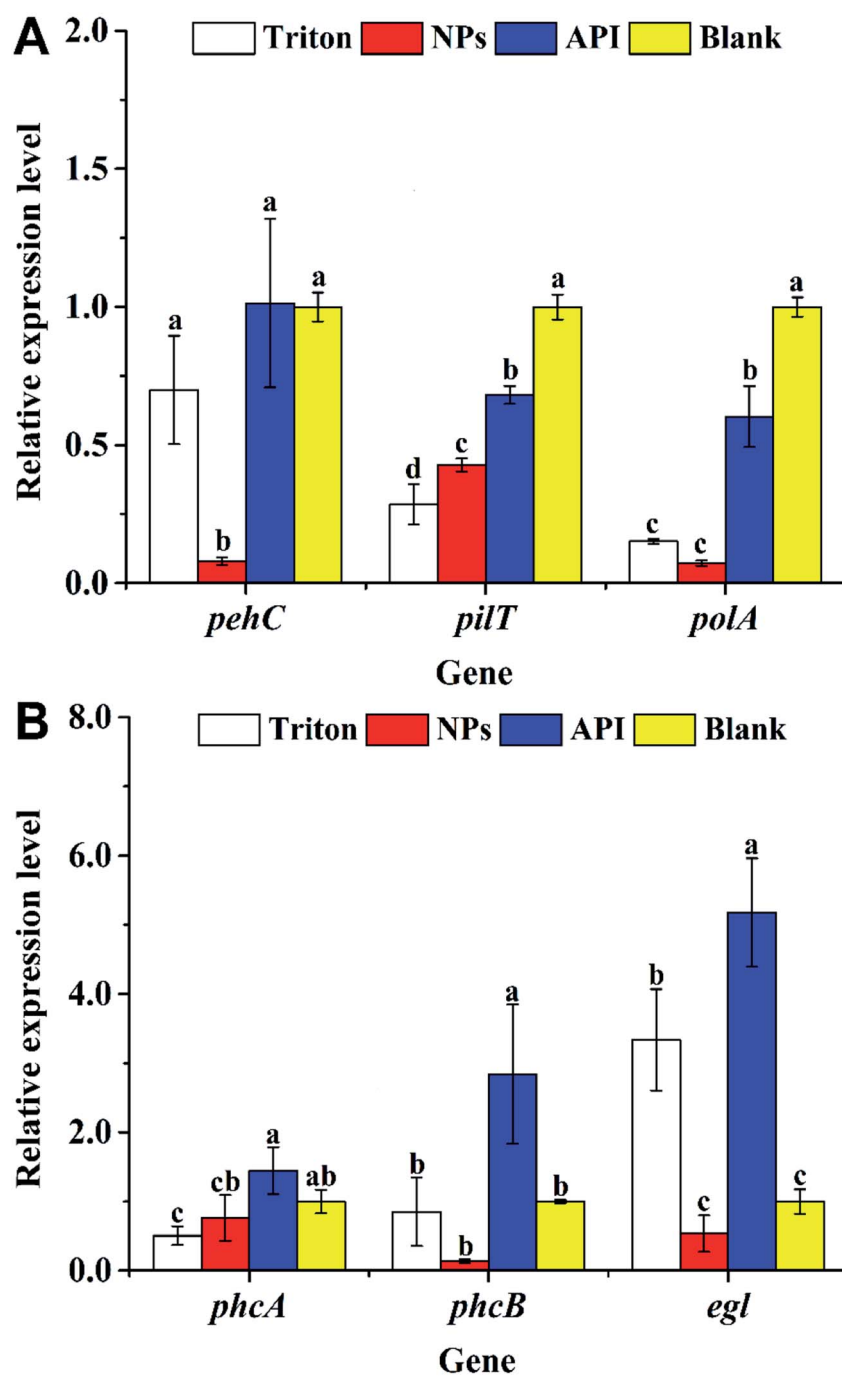 A
Triton NPs API Blank
2.0
1.5
1.0
0.5
0.0
Relative expression level
a
b
a
a
d
c
b
a
c
c
b
a
pehC pilT polA
Gene
B
Triton NPs API Blank
8.0
6.0
4.0
2.0
0.0
Relative expression level
c
cb
a
ab
b
b
a
b
b
c
a
c
phcA phcB egl
Gene